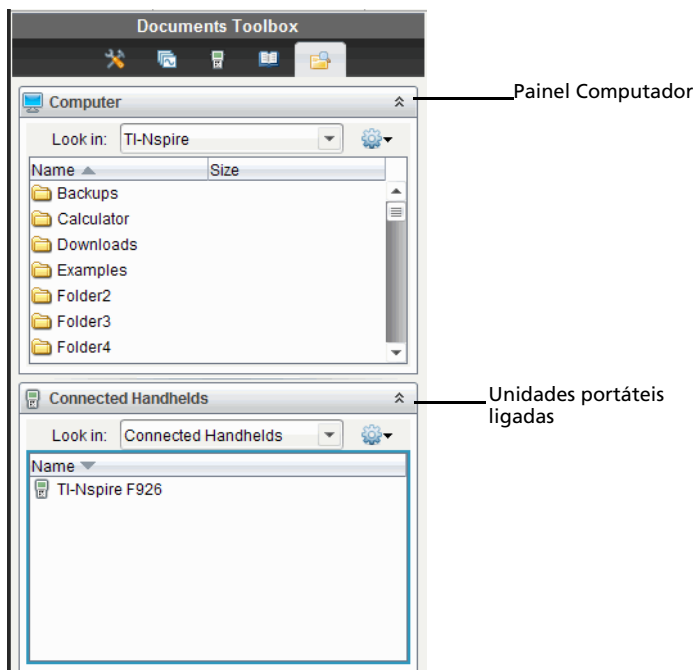 Documents Toolbox
Computer
Painel Computador
Look in: TI-Nspire
Name Size
Backups
Calculator
Downloads
Examples
Folder2
Folder3
Folder4
Connected Handhelds
Unidades portáteis
ligadas
Look in: Connected Handhelds
Name
TI-Nspire F926